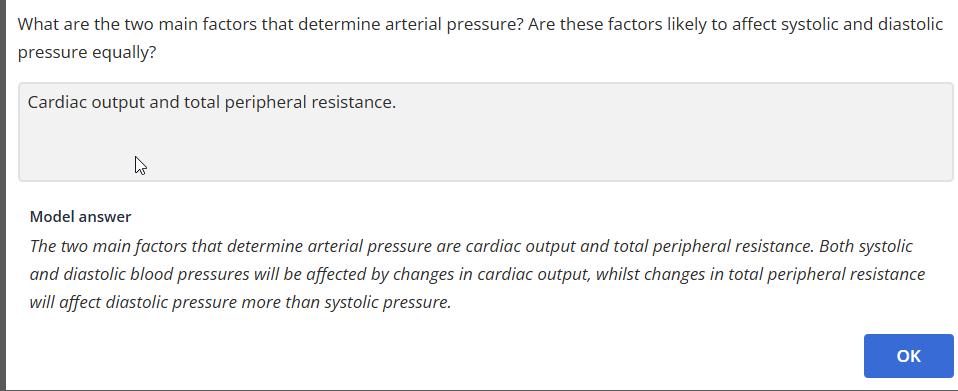 What are the two main factors that determine arterial pressure? Are these factors likely to affect systolic and diastolic
pressure equally?
Cardiac output and total peripheral resistance.
Model answer
The two main factors that determine arterial pressure are cardiac output and total peripheral resistance. Both systolic
and diastolic blood pressures will be affected by changes in cardiac output, whilst changes in total peripheral resistance
will affect diastolic pressure more than systolic pressure.
OK